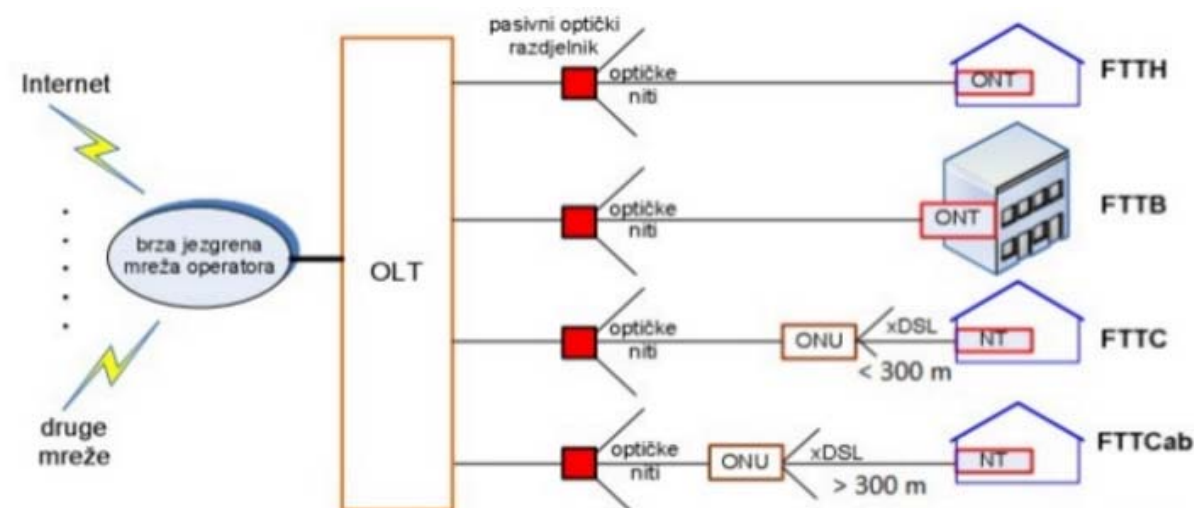 Internet
brza jezgrena
mreža operatora
druge
mreže
OLT
pasivni optički
razdjelnik
optičke
niti
ONT
FTTH
optičke
niti
ONT
FTTB
optičke
niti
ONU
xDSL
< 300 m
NT
FTTC
optičke
niti
ONU
xDSL
> 300 m
NT
FTTCab